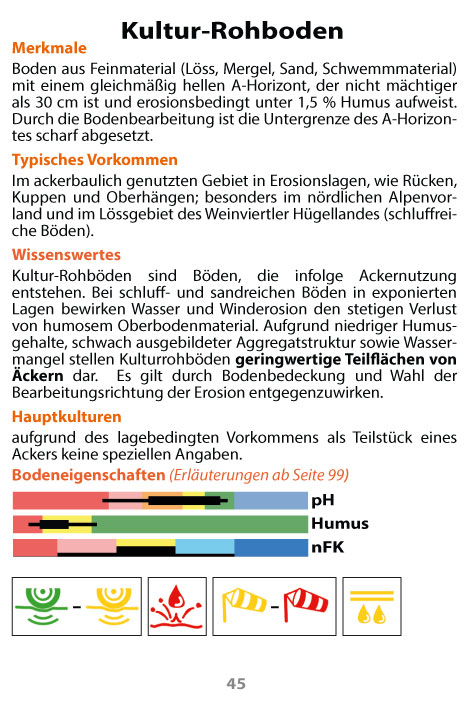 Kultur-Rohboden
Merkmale
Boden aus Feinmaterial (Löss, Mergel, Sand, Schwemmmaterial)
mit einem gleichmäßig hellen A-Horizont, der nicht mächtiger
als 30 cm ist und erosionsbedingt unter 1,5 % Humus aufweist.
Durch die Bodenbearbeitung ist die Untergrenze des A-Horizon-
tes scharf abgesetzt.
Typisches Vorkommen
Im ackerbaulich genutzten Gebiet in Erosionslagen, wie Rücken,
Kuppen und Oberhängen; besonders im nördlichen Alpenvor-
land und im Lössgebiet des Weinviertler Hügellandes (schluffrei-
che Böden).
Wissenswertes
Kultur-Rohböden sind Böden, die infolge Ackernutzung
entstehen. Bei schluff- und sandreichen Böden in exponierten
Lagen bewirken Wasser und Winderosion den stetigen Verlust
von humosem Oberbodenmaterial. Aufgrund niedriger Humus-
gehalte, schwach ausgebildeter Aggregatstruktur sowie Wasser-
mangel stellen Kulturrohböden geringwertige Teilflächen von
Äckern dar. Es gilt durch Bodenbedeckung und Wahl der
Bearbeitungsrichtung der Erosion entgegenzuwirken.
Hauptkulturen
aufgrund des lagebedingten Vorkommens als Teilstück eines
Ackers keine speziellen Angaben.
Bodeneigenschaften (Erläuterungen ab Seite 99)
pH
Humus
nFK
– –
45